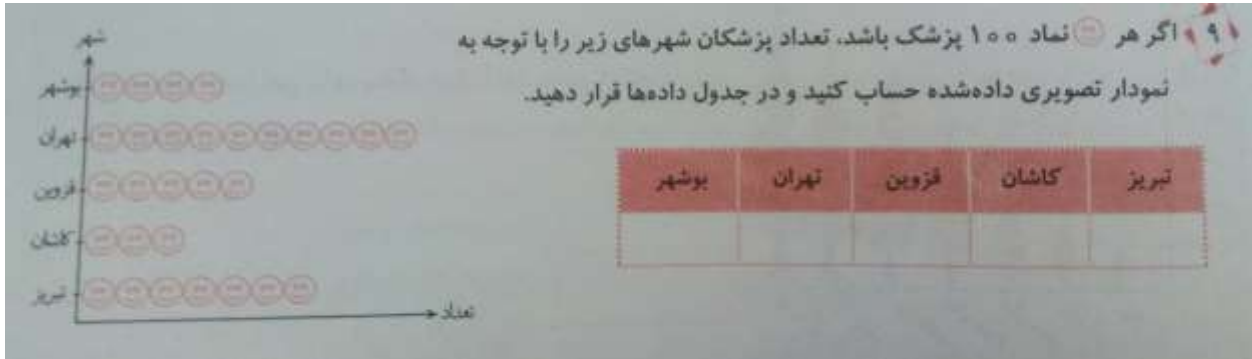 ۹ اگر هر نماد ۱۰۰ پزشک باشد، تعداد پزشکان شهرهای زیر را با توجه به
نمودار تصویری داده‌شده حساب کنید و در جدول داده‌ها قرار دهید.
تبریز کاشان قزوین تهران بوشهر
شهر
بوشهر
تهران
قزوین
کاشان
تبریز
تعداد